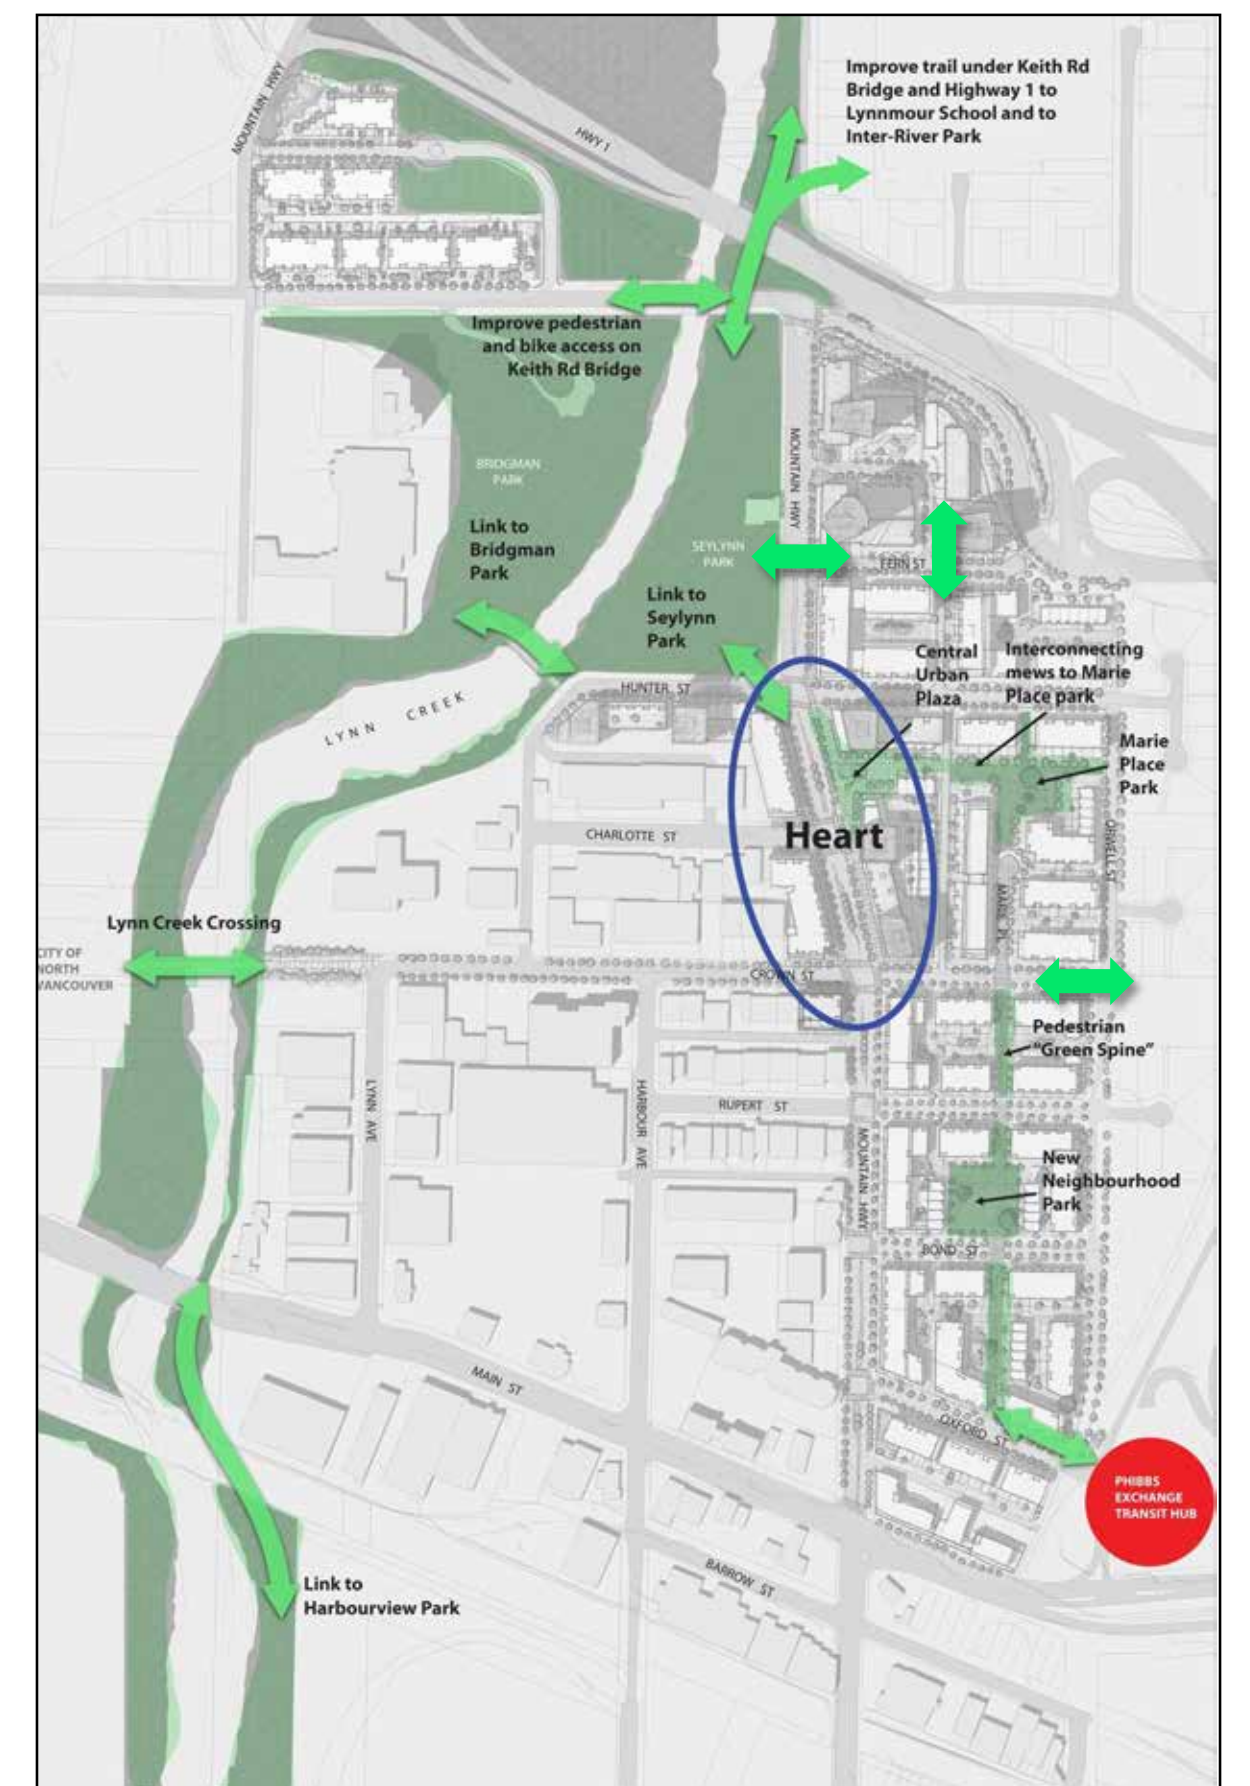 Improve trail under Keith Rd
Bridge and Highway 1 to
Lynnmour School and to
Inter-River Park
MOUNTAIN HWY
HWY 1
Improve pedestrian
and bike access on
Keith Rd Bridge
BRIDGMAN
PARK
MOUNTAIN HWY
Link to
Bridgman
Park
SEYLYNN
PARK
FERN ST
Link to
Seylynn
Park
Central
Urban
Plaza
Interconnecting
mews to Marie
Place park
HUNTER ST
LYNN CREEK
Marie
Place
Park
CHARLOTTE ST
Heart
ORWELL ST
MARIE PL
Lynn Creek Crossing
CITY OF
NORTH
VANCOUVER
CROWN ST
Pedestrian
"Green Spine"
LYNN AVE
HARBOUR AVE
RUPERT ST
MOUNTAIN HWY
New
Neighbourhood
Park
BOND ST
MAIN ST
OXFORD ST
PHIBBS
EXCHANGE
TRANSIT HUB
BARROW ST
Link to
Harbourview Park